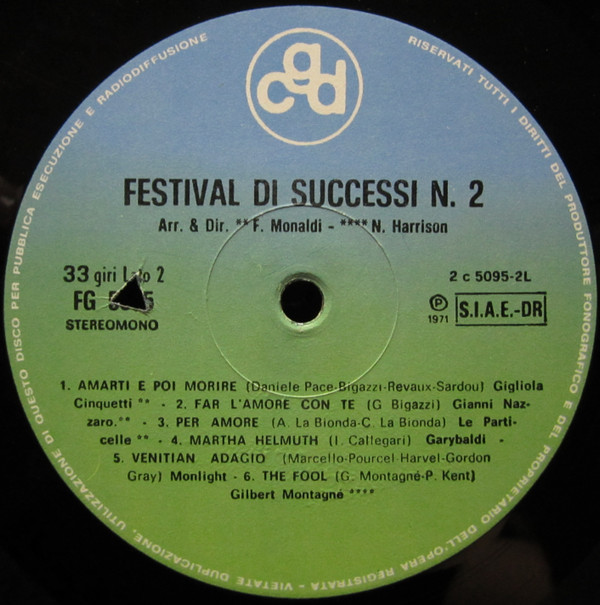 cgd
RISERVATI TUTTI I DIRITTI DEL PRODUTTORE FONOGRAFICO E DEL PROPRIETARIO DELL'OPERA REGISTRATA - VIETATE DUPLICAZIONE, UTILIZZAZIONE DI QUESTO DISCO PER PUBBLICA ESECUZIONE E RADIODIFFUSIONE
FESTIVAL DI SUCCESSI N. 2
Arr. & Dir. ** F. Monaldi - **** N. Harrison
33 giri 2
FG
STEREOMONO
2 c 5095-2L
P
1971
S.I.A.E.-DR
1. AMARTI E POI MORIRE (Daniele Pace-Bigazzi-Revaux-Sardou) Gigliola
Cinquetti ** - 2. FAR L'AMORE CON TE (G Bigazzi) Gianni Naz-
zaro.** - 3. PER AMORE (A. La Bionda-C. La Bionda) Le Parti-
celle ** - 4. MARTHA HELMUTH (I. Callegari) Garybaldi -
5. VENITIAN ADAGIO (Marcello-Pourcel-Harvel-Gordon
Gray) Monlight - 6. THE FOOL (G. Montagné-P. Kent)
Gilbert Montagné ****